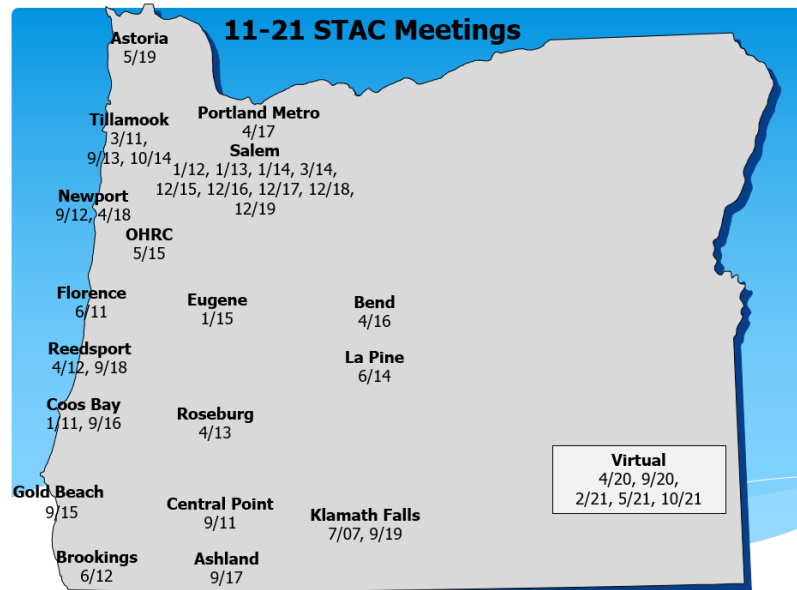 11-21 STAC Meetings
Astoria
5/19
Tillamook
3/11,
9/13, 10/14
Portland Metro
4/17
Salem
1/12, 1/13, 1/14, 3/14,
12/15, 12/16, 12/17, 12/18,
12/19
Newport
9/12, 4/18
OHRC
5/15
Florence
6/11
Eugene
1/15
Bend
4/16
Reedsport
4/12, 9/18
La Pine
6/14
Coos Bay
1/11, 9/16
Roseburg
4/13
Virtual
4/20, 9/20,
2/21, 5/21, 10/21
Gold Beach
9/15
Central Point
9/11
Klamath Falls
7/07, 9/19
Brookings
6/12
Ashland
9/17